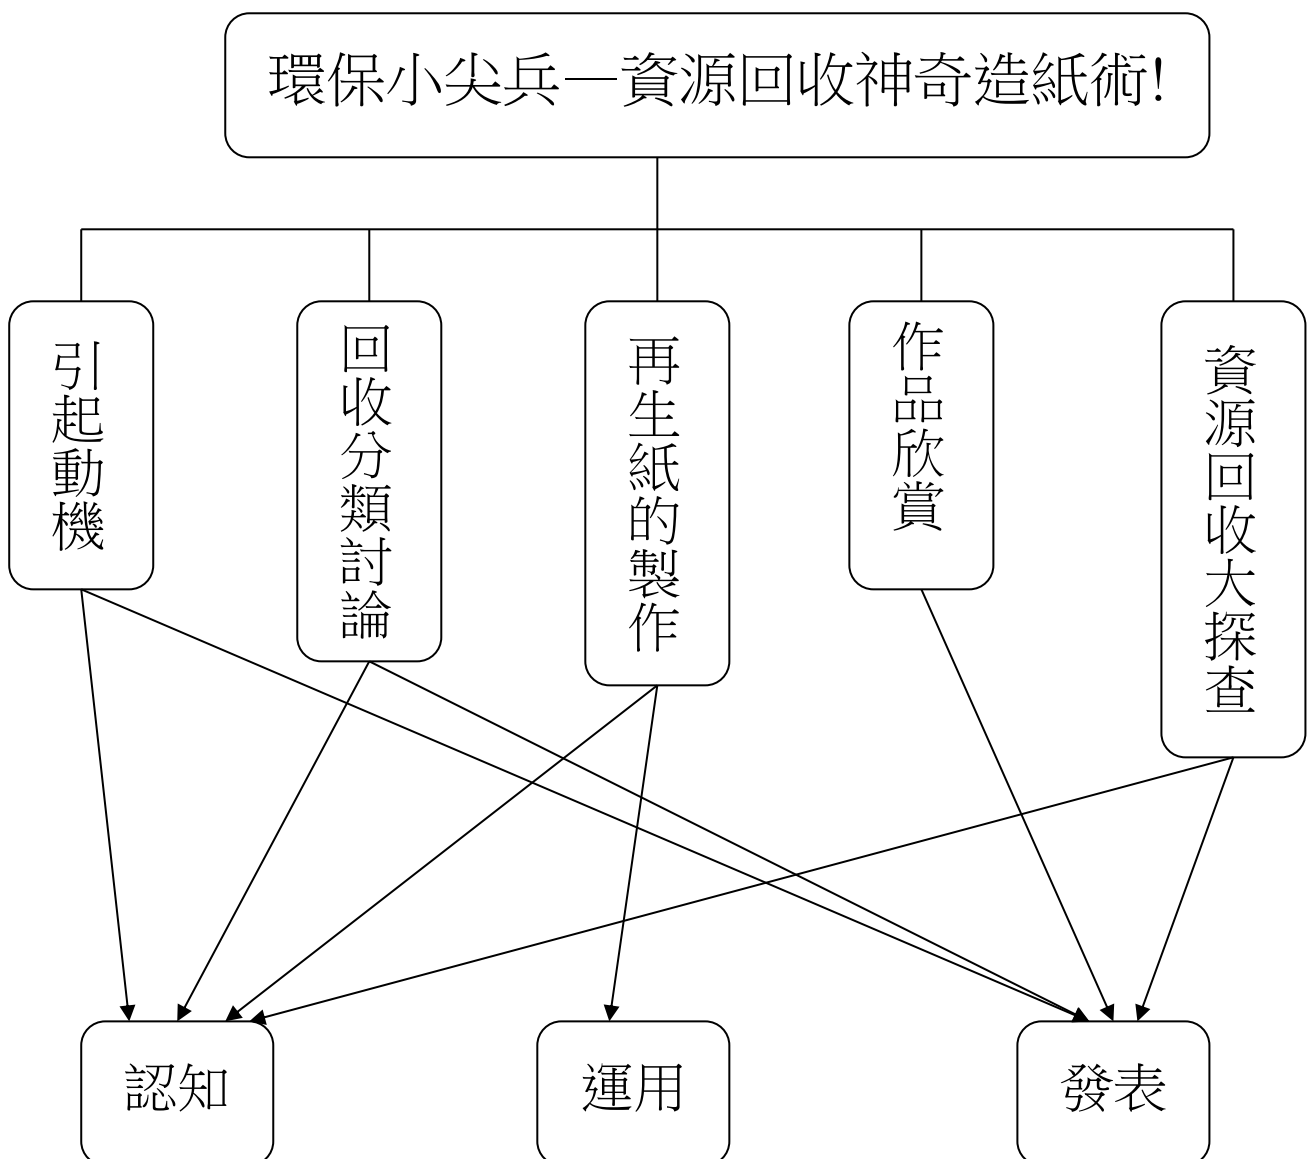 環保小尖兵—資源回收神奇造紙術!
引起動機
回收分類討論
再生紙的製作
作品欣賞
資源回收大探查
認知
運用
發表